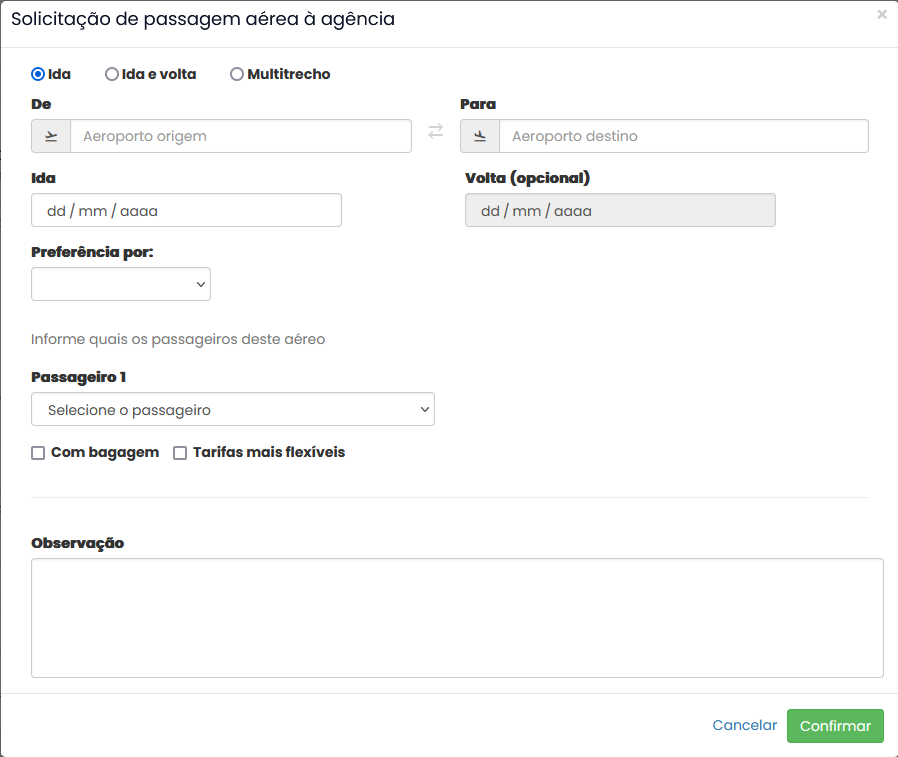 Solicitação de passagem aérea à agência ×
Ida Ida e volta Multitrecho
De Para
Aeroporto origem Aeroporto destino
Ida Volta (opcional)
dd / mm / aaaa dd / mm / aaaa
Preferência por:
Informe quais os passageiros deste aéreo
Passageiro 1
Selecione o passageiro
Com bagagem Tarifas mais flexíveis
Observação
Cancelar Confirmar